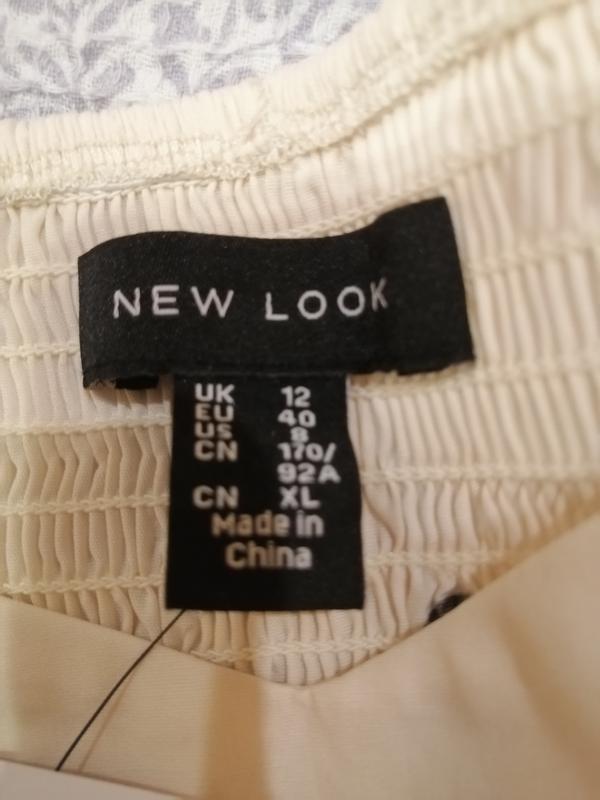 NEW LOOK
UK 12
EU 40
US 8
CN 170/
92A
CN XL
Made in
China